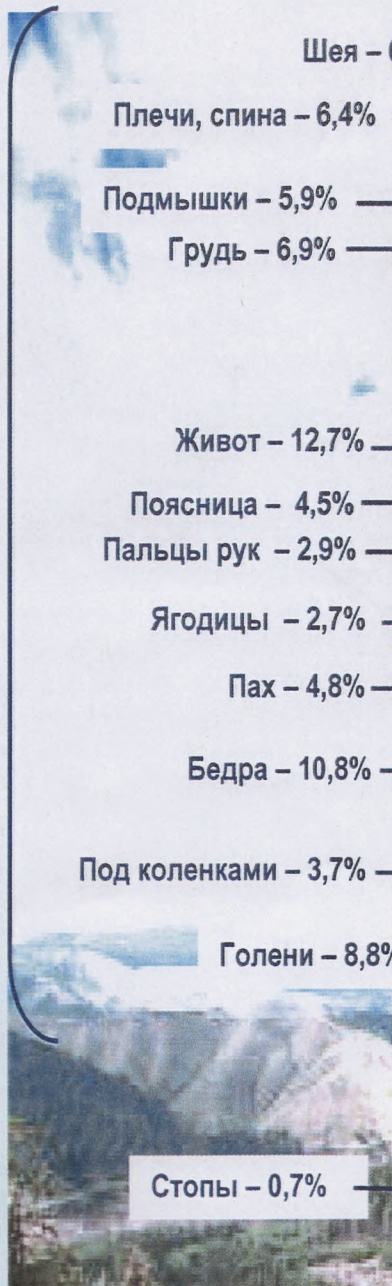 Шея –
Плечи, спина – 6,4%
Подмышки – 5,9%
Грудь – 6,9%
Живот – 12,7%
Поясница – 4,5%
Пальцы рук – 2,9%
Ягодицы – 2,7%
Пах – 4,8%
Бедра – 10,8%
Под коленками – 3,7%
Голени – 8,8%
Стопы – 0,7%